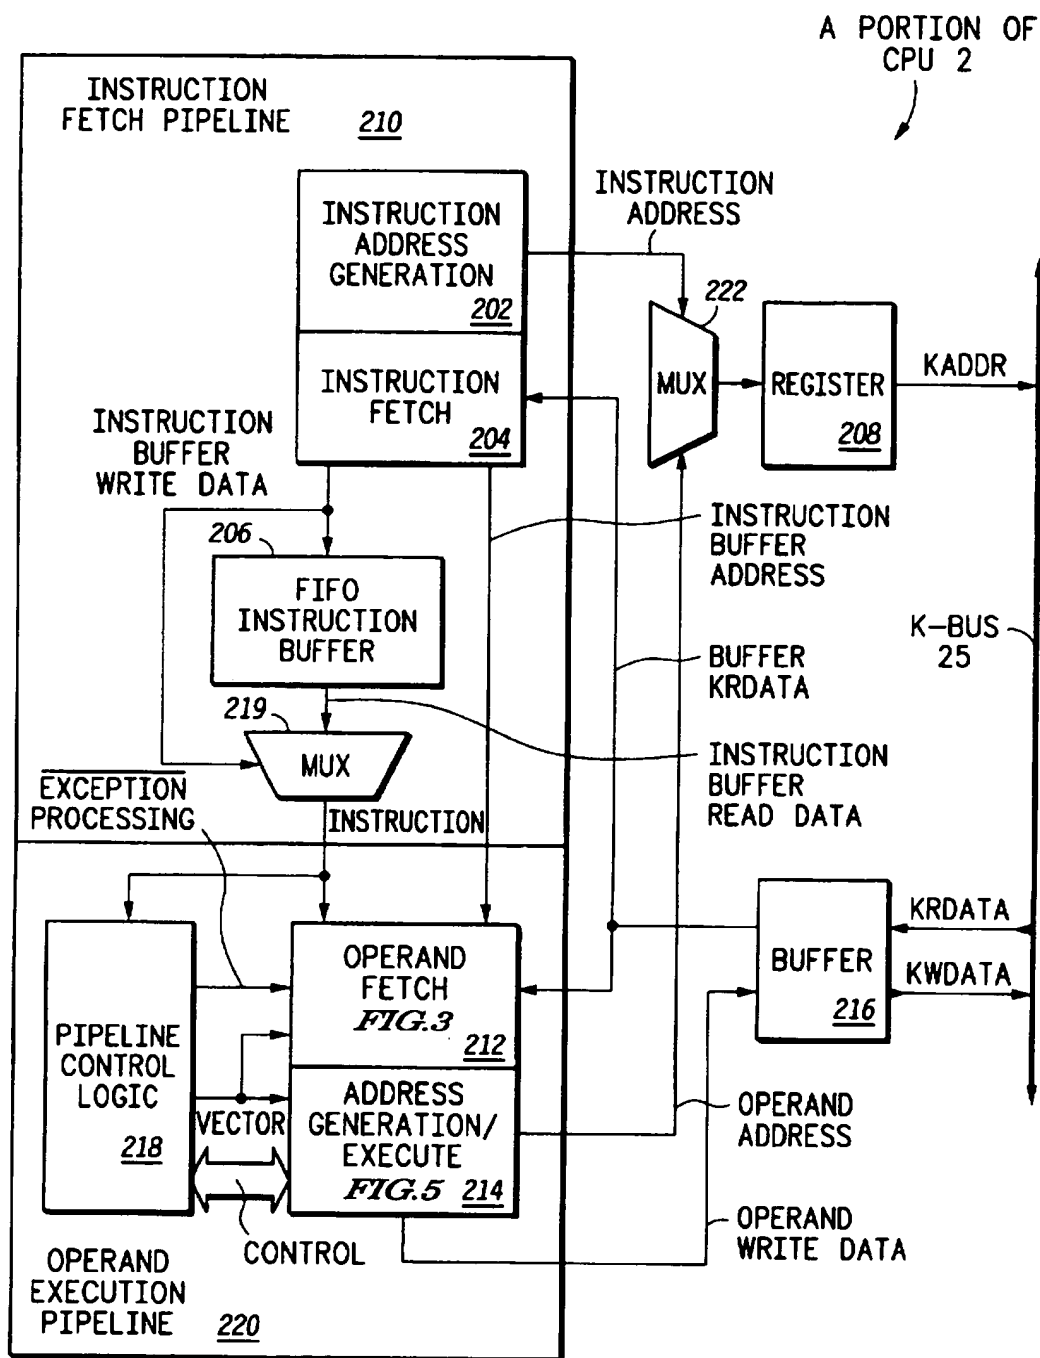 A PORTION OF
CPU 2
INSTRUCTION
FETCH PIPELINE 210
INSTRUCTION
ADDRESS
GENERATION
202
INSTRUCTION
ADDRESS
222
MUX
REGISTER
208
KADDR
INSTRUCTION
FETCH
204
INSTRUCTION
BUFFER
WRITE DATA
206
FIFO
INSTRUCTION
BUFFER
INSTRUCTION
BUFFER
ADDRESS
K-BUS
25
BUFFER
KRDATA
219
MUX
INSTRUCTION
BUFFER
READ DATA
EXCEPTION
PROCESSING
INSTRUCTION
OPERAND
FETCH
FIG.3
212
BUFFER
216
KRDATA
KWDATA
PIPELINE
CONTROL
LOGIC
218
VECTOR
ADDRESS
GENERATION/
EXECUTE
FIG.5 214
OPERAND
ADDRESS
CONTROL
OPERAND
WRITE DATA
OPERAND
EXECUTION
PIPELINE 220